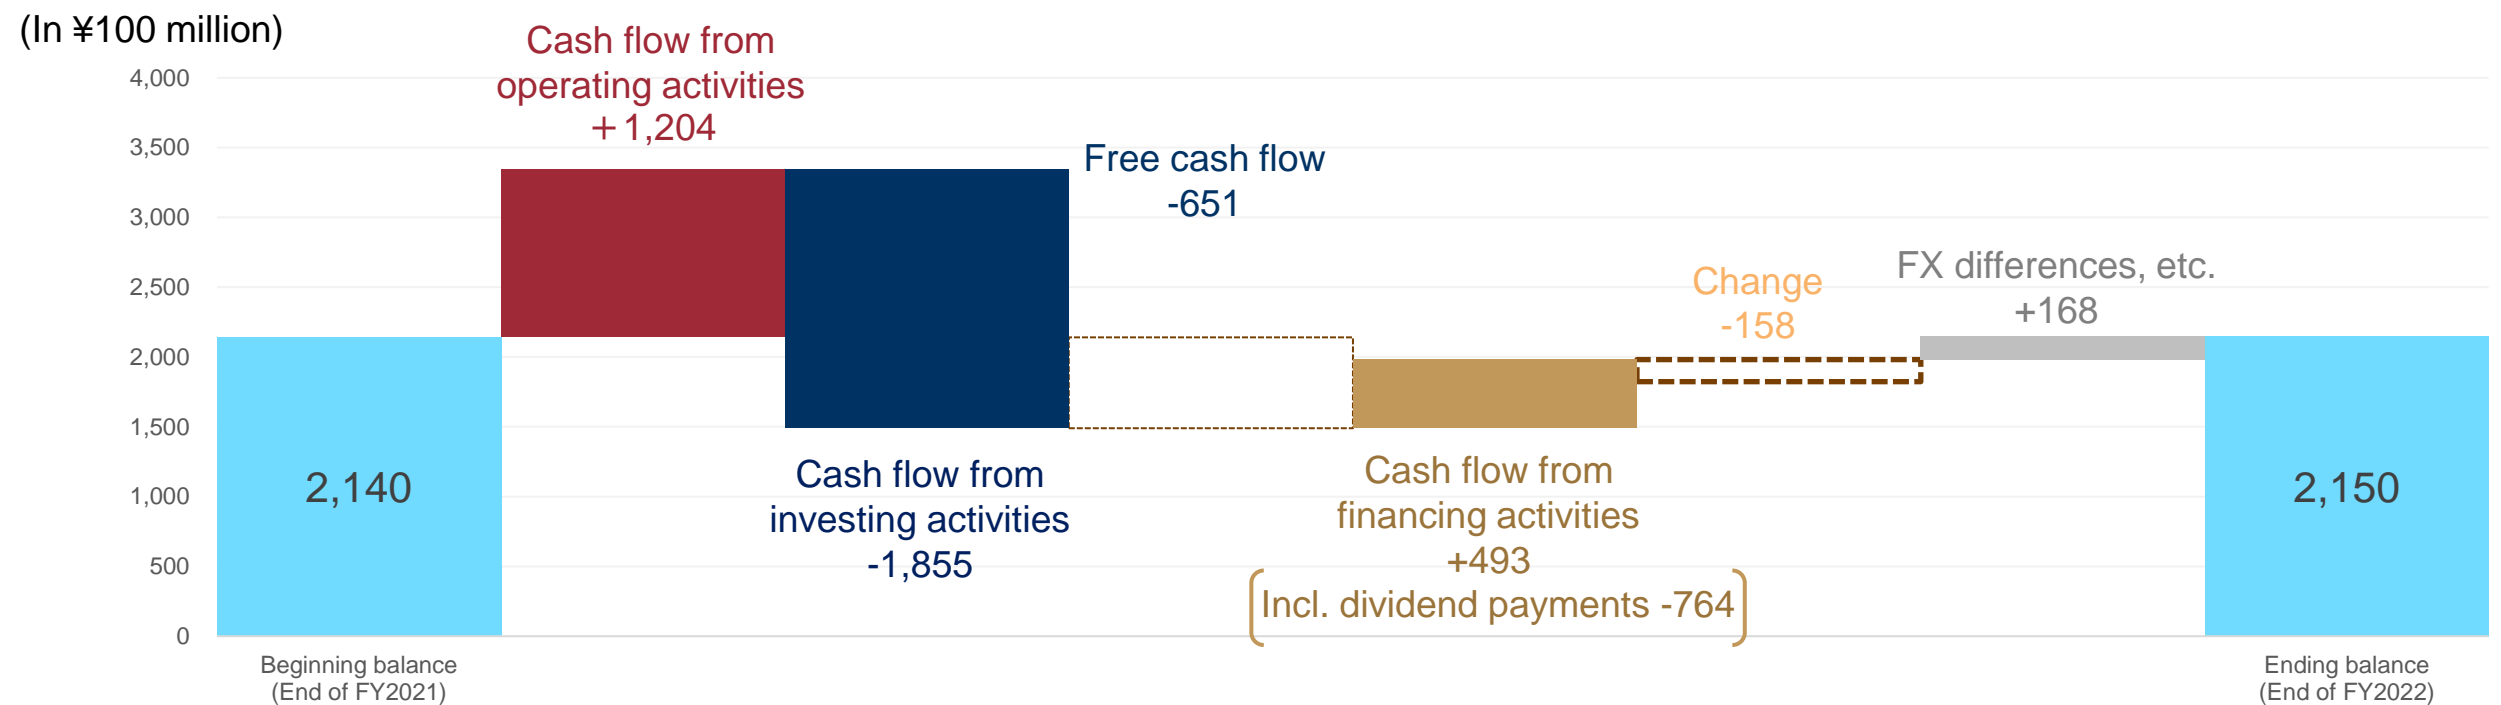 (In ¥100 million)
4,000
3,500
3,000
2,500
2,000
1,500
1,000
500
0
Cash flow from
operating activities
＋1,204
Free cash flow
-651
Change
-158
FX differences, etc.
+168
2,140
Cash flow from
investing activities
-1,855
Cash flow from
financing activities
+493
Incl. dividend payments -764
2,150
Beginning balance
(End of FY2021)
Ending balance
(End of FY2022)